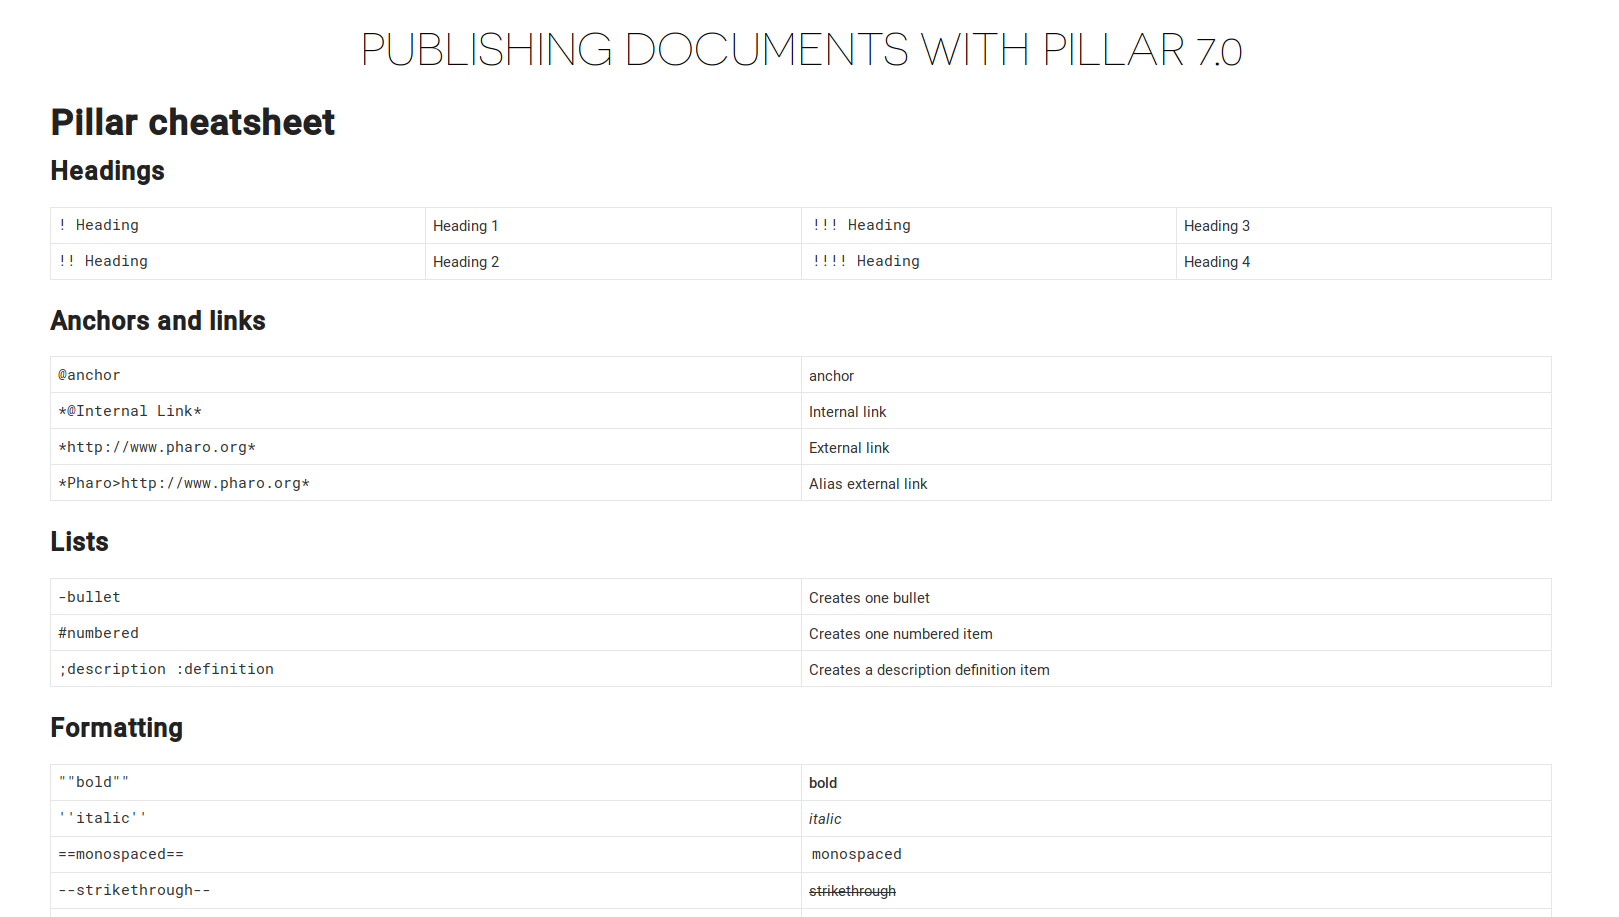 PUBLISHING DOCUMENTS WITH PILLAR 7.0
Pillar cheatsheet
Headings
! Heading Heading 1 !!! Heading Heading 3
!! Heading Heading 2 !!!! Heading Heading 4
Anchors and links
@anchor anchor
*@Internal Link* Internal link
*http://www.pharo.org* External link
*Pharo>http://www.pharo.org* Alias external link
Lists
-bullet Creates one bullet
#numbered Creates one numbered item
;description :definition Creates a description definition item
Formatting
""bold"" bold
''italic'' italic
==monospaced== monospaced
--strikethrough-- strikethrough